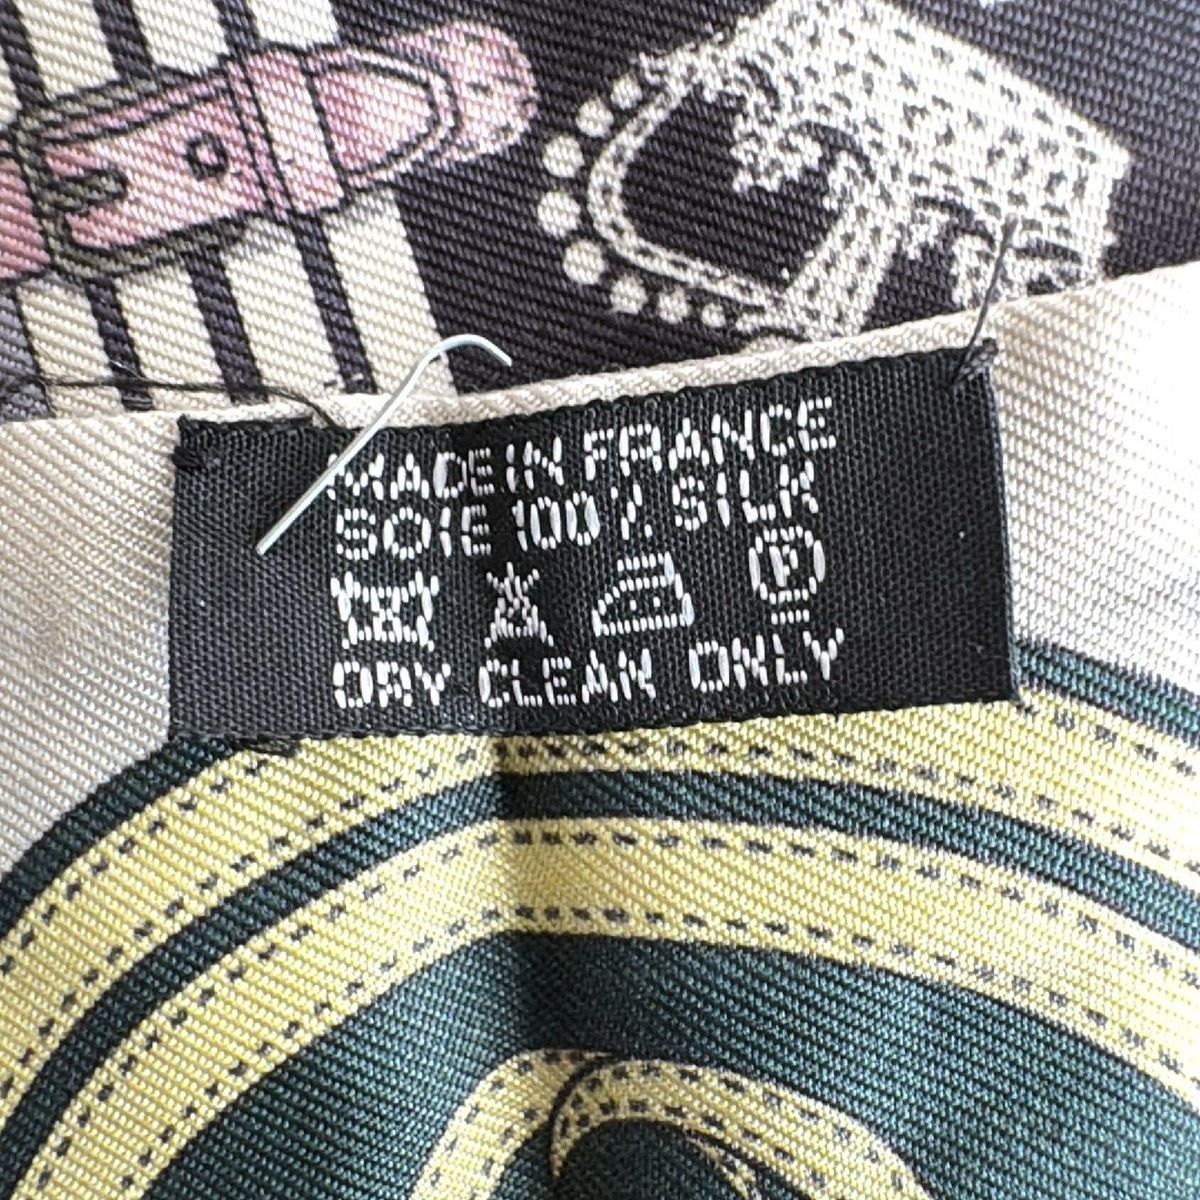 MADE IN FRANCE
SOIE 100% SILK
P
DRY CLEAN ONLY